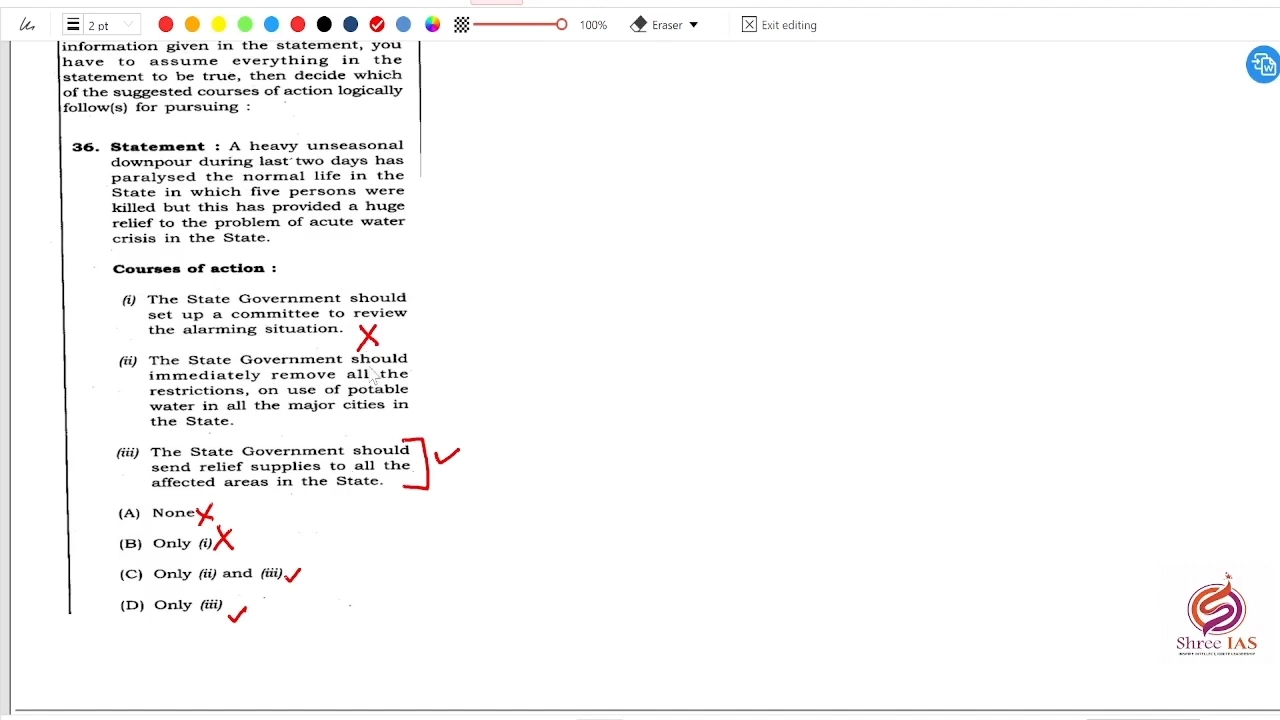 2 pt
100%
Eraser
Exit editing
information given in the statement, you
have to assume everything in the
statement to be true, then decide which
of the suggested courses of action logically
follow(s) for pursuing :
36. Statement : A heavy unseasonal
downpour during last two days has
paralysed the normal life in the
State in which five persons were
killed but this has provided a huge
relief to the problem of acute water
crisis in the State.
Courses of action :
(i) The State Government should
set up a committee to review
the alarming situation.
(ii) The State Government should
immediately remove all the
restrictions, on use of potable
water in all the major cities in
the State.
(iii) The State Government should
send relief supplies to all the
affected areas in the State.
(A) None
(B) Only (i)
(C) Only (ii) and (iii)
(D) Only (iii)
Shree IAS